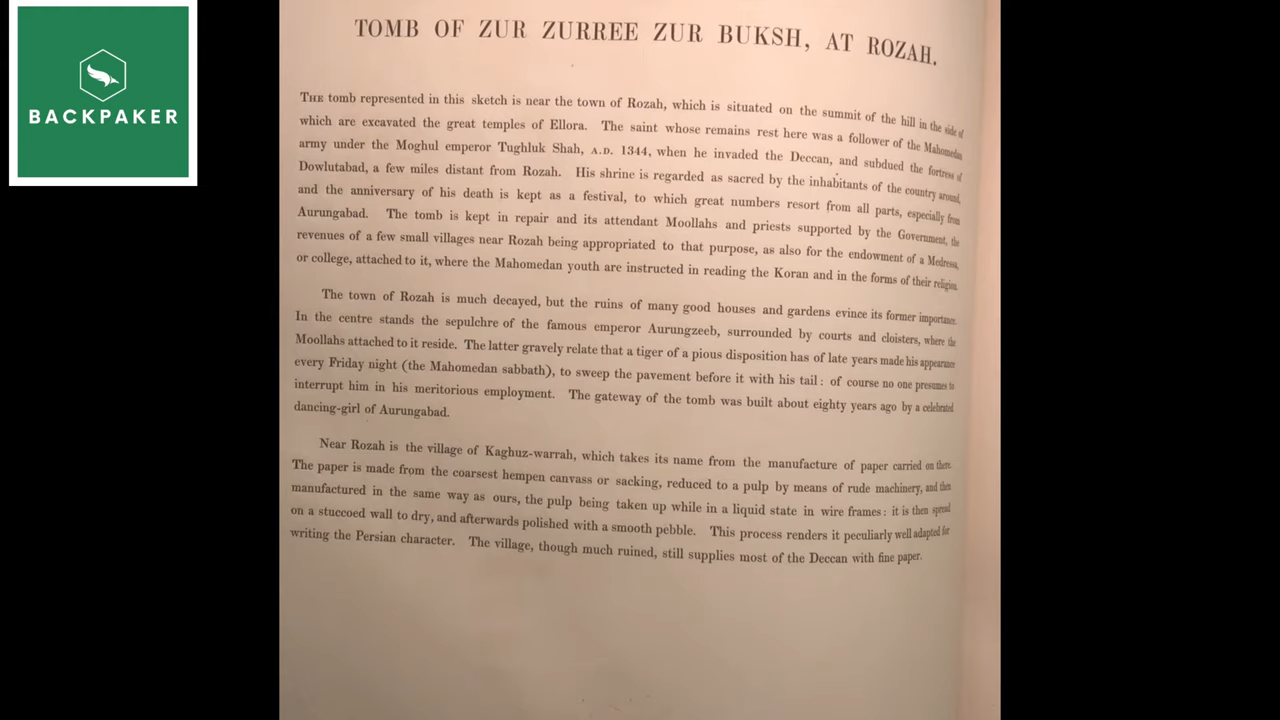 BACKPAKER
TOMB OF ZUR ZURREE ZUR BUKSH, AT ROZAH.
THE tomb represented in this sketch is near the town of Rozah, which is situated on the summit of the hill in the side of
which are excavated the great temples of Ellora. The saint whose remains rest here was a follower of the Mahomedan
army under the Moghul emperor Tughluk Shah, A.D. 1344, when he invaded the Deccan, and subdued the fortress of
Dowlutabad, a few miles distant from Rozah. His shrine is regarded as sacred by the inhabitants of the country around,
and the anniversary of his death is kept as a festival, to which great numbers resort from all parts, especially from
Aurungabad. The tomb is kept in repair and its attendant Moollahs and priests supported by the Government, the
revenues of a few small villages near Rozah being appropriated to that purpose, as also for the endowment of a Medressa,
or college, attached to it, where the Mahomedan youth are instructed in reading the Koran and in the forms of their religion.
The town of Rozah is much decayed, but the ruins of many good houses and gardens evince its former importance.
In the centre stands the sepulchre of the famous emperor Aurungzeeb, surrounded by courts and cloisters, where the
Moollahs attached to it reside. The latter gravely relate that a tiger of a pious disposition has of late years made his appearance
every Friday night (the Mahomedan sabbath), to sweep the pavement before it with his tail: of course no one presumes to
interrupt him in his meritorious employment. The gateway of the tomb was built about eighty years ago by a celebrated
dancing-girl of Aurungabad.
Near Rozah is the village of Kaghuz-warrah, which takes its name from the manufacture of paper carried on there.
The paper is made from the coarsest hempen canvass or sacking, reduced to a pulp by means of rude machinery, and then
manufactured in the same way as ours, the pulp being taken up while in a liquid state in wire frames: it is then spread
on a stuccoed wall to dry, and afterwards polished with a smooth pebble. This process renders it peculiarly well adapted for
writing the Persian character. The village, though much ruined, still supplies most of the Deccan with fine paper.